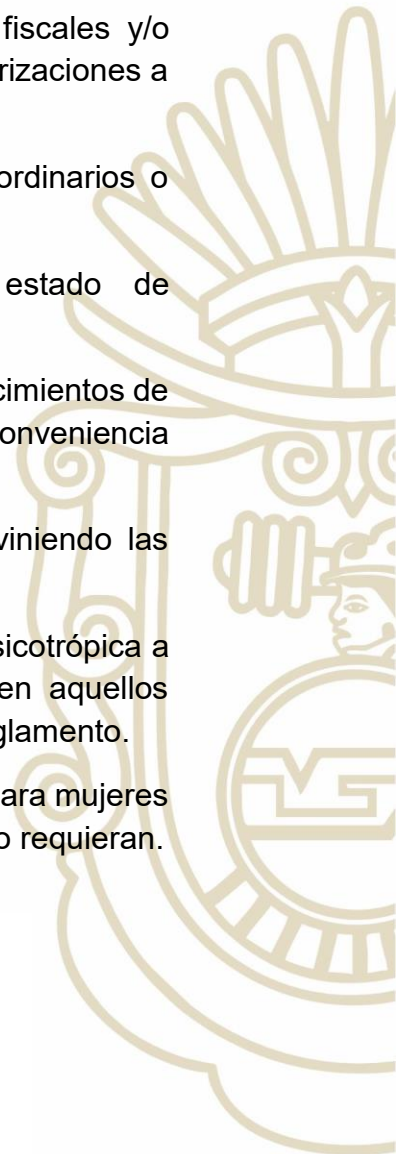 fiscales y/o
rizaciones a
ordinarios o
estado de
cimientos de
onveniencia
viniendo las
sicotrópica a
en aquellos
glamento.
ara mujeres
o requieran.